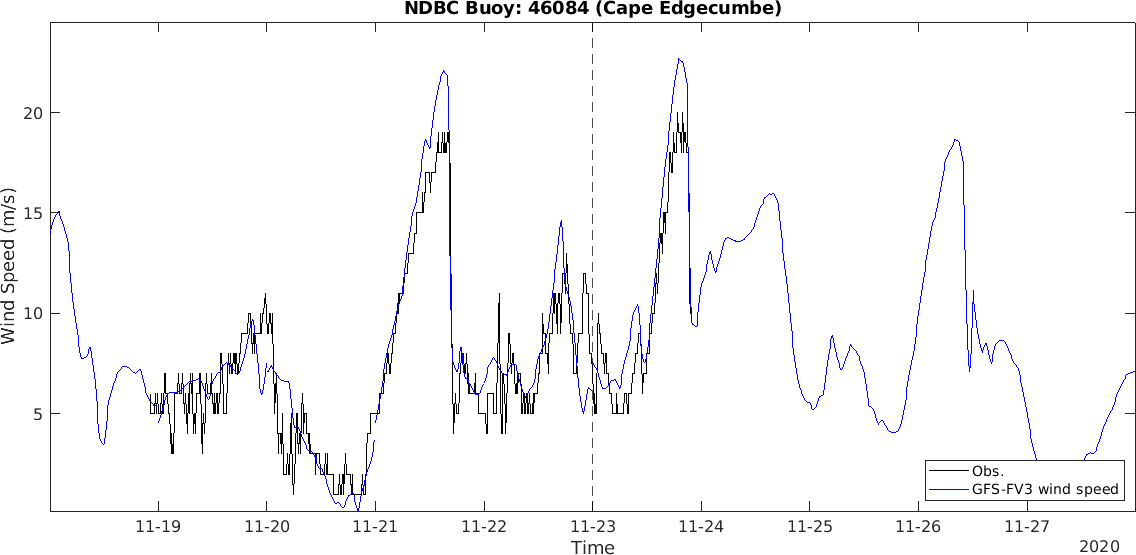 NDBC Buoy: 46084 (Cape Edgecumbe)
Wind Speed (m/s)
20
15
10
5
Obs.
GFS-FV3 wind speed
11-19 11-20 11-21 11-22 11-23 11-24 11-25 11-26 11-27
Time
2020